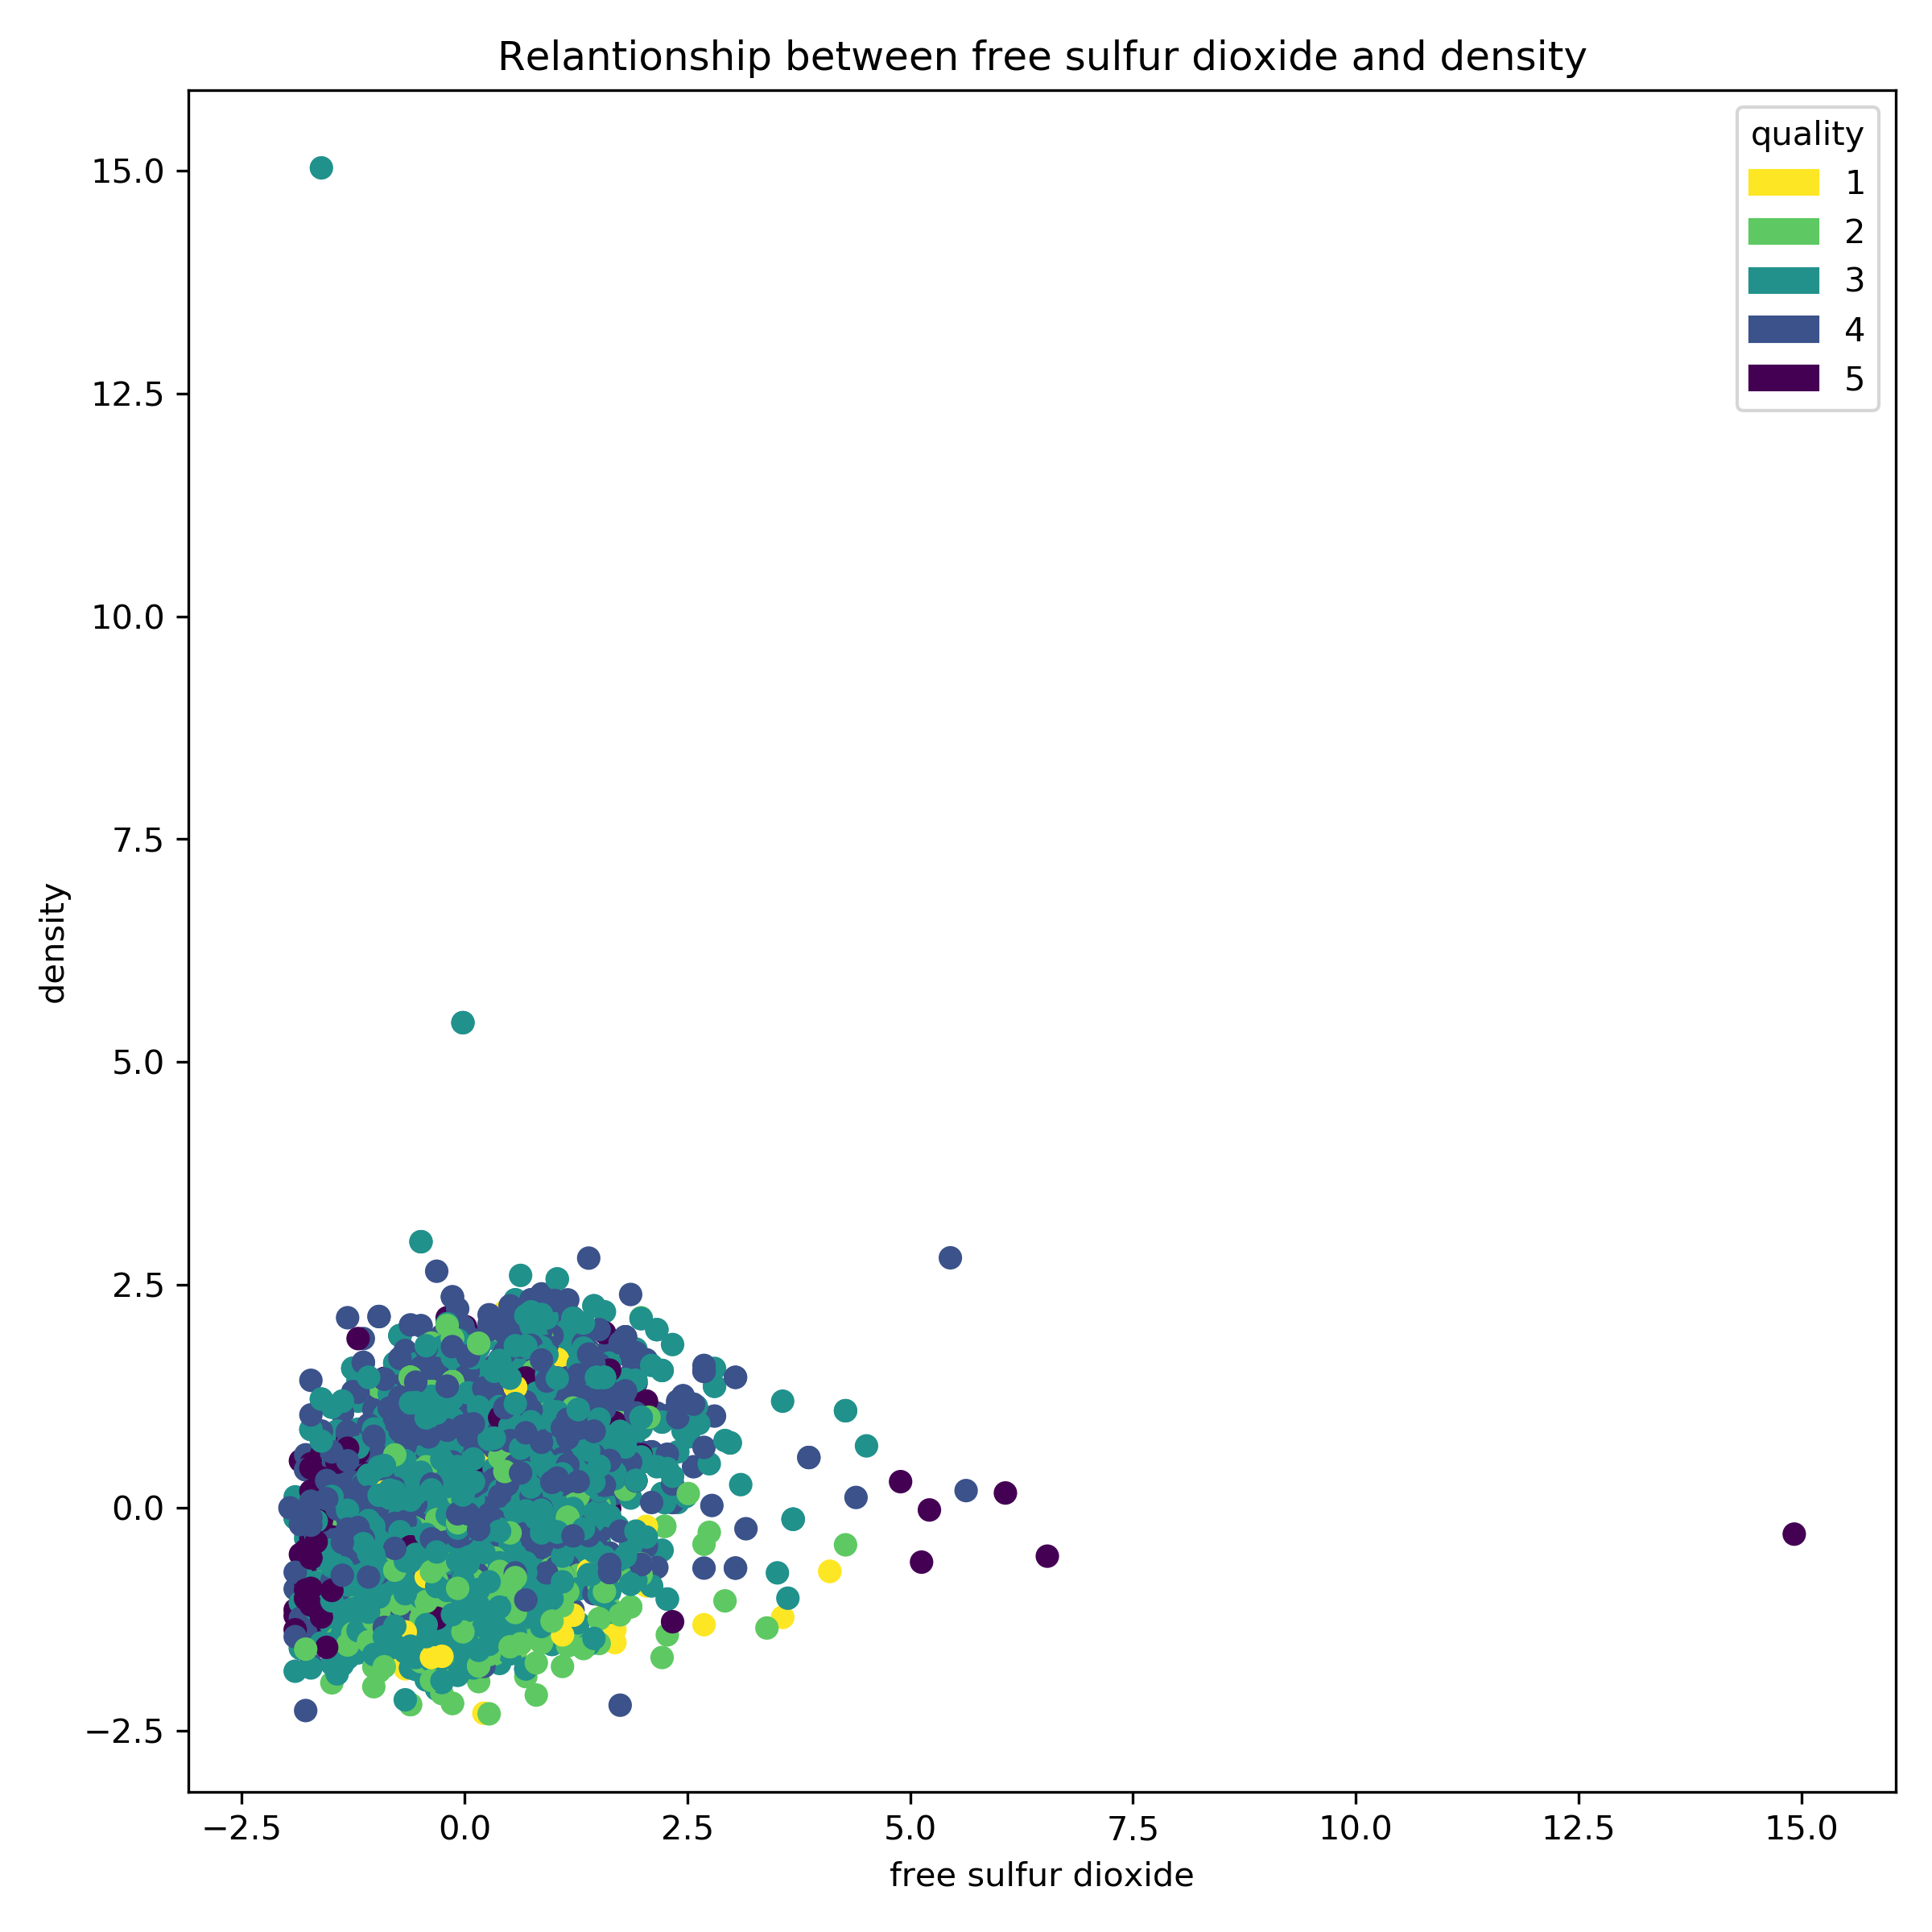 Relantionship between free sulfur dioxide and density
quality
1
2
3
4
5
15.0
12.5
10.0
7.5
5.0
2.5
0.0
−2.5
density
−2.5 0.0 2.5 5.0 7.5 10.0 12.5 15.0
free sulfur dioxide